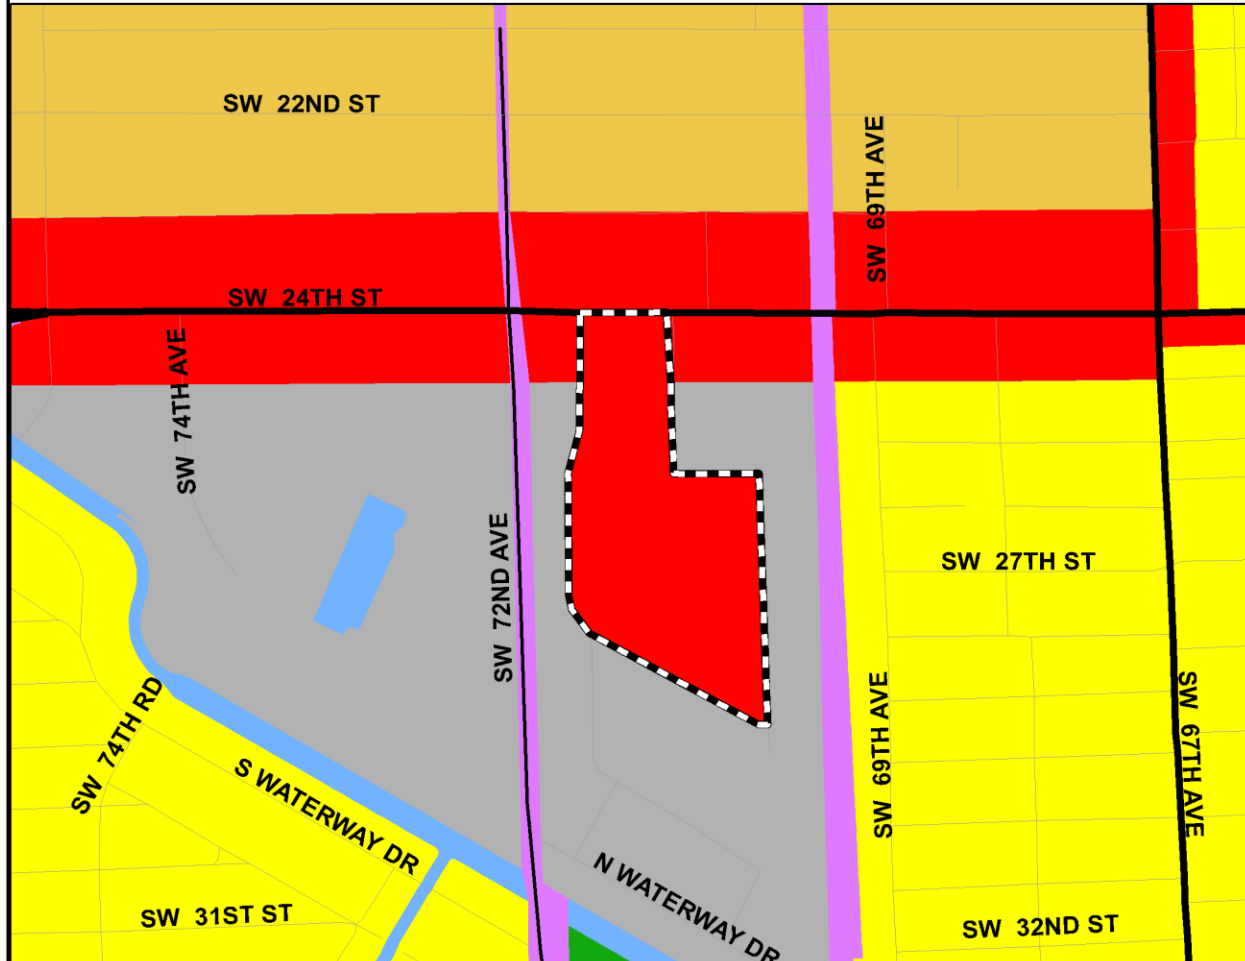 SW 22ND ST
SW 69TH AVE
SW 24TH ST
SW 74TH AVE
SW 72ND AVE
SW 27TH ST
SW 74TH RD
S WATERWAY DR
SW 69TH AVE
SW 67TH AVE
N WATERWAY DR
SW 31ST ST
SW 32ND ST